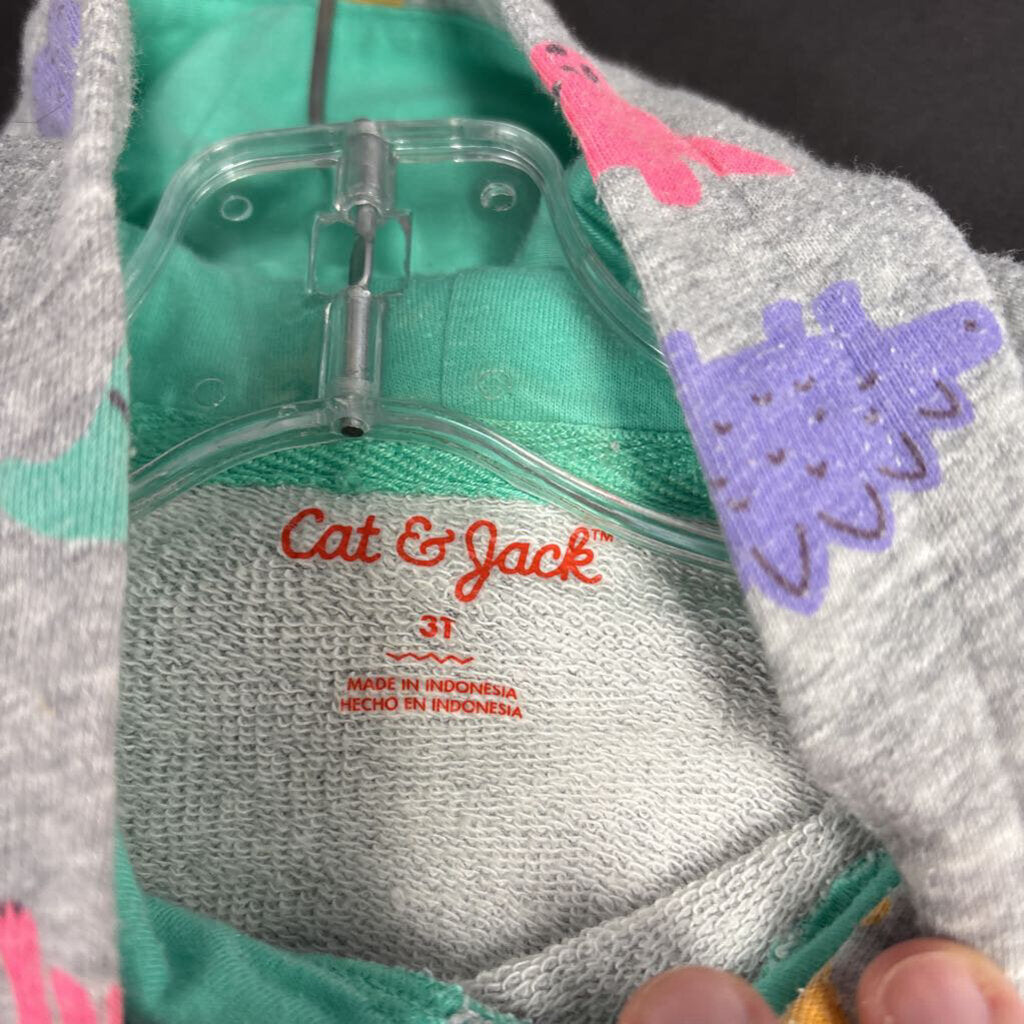 Cat & Jack™
3T
MADE IN INDONESIA
HECHO EN INDONESIA